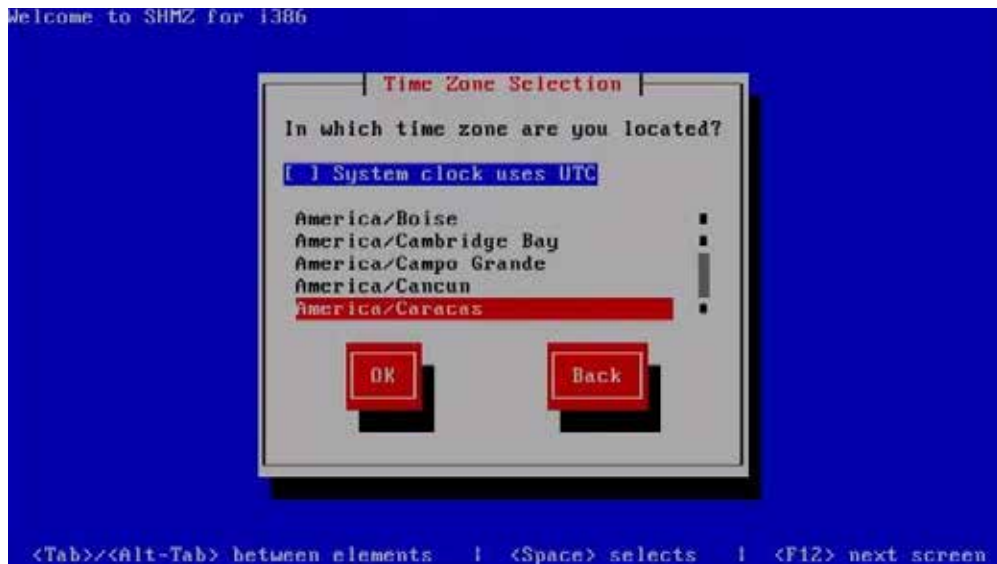 Welcome to SHMZ for i386
Time Zone Selection
In which time zone are you located?
[ ] System clock uses UTC
America/Boise
America/Cambridge Bay
America/Campo Grande
America/Cancun
America/Caracas
OK
Back
<Tab>/<Alt-Tab> between elements | <Space> selects | <F12> next screen